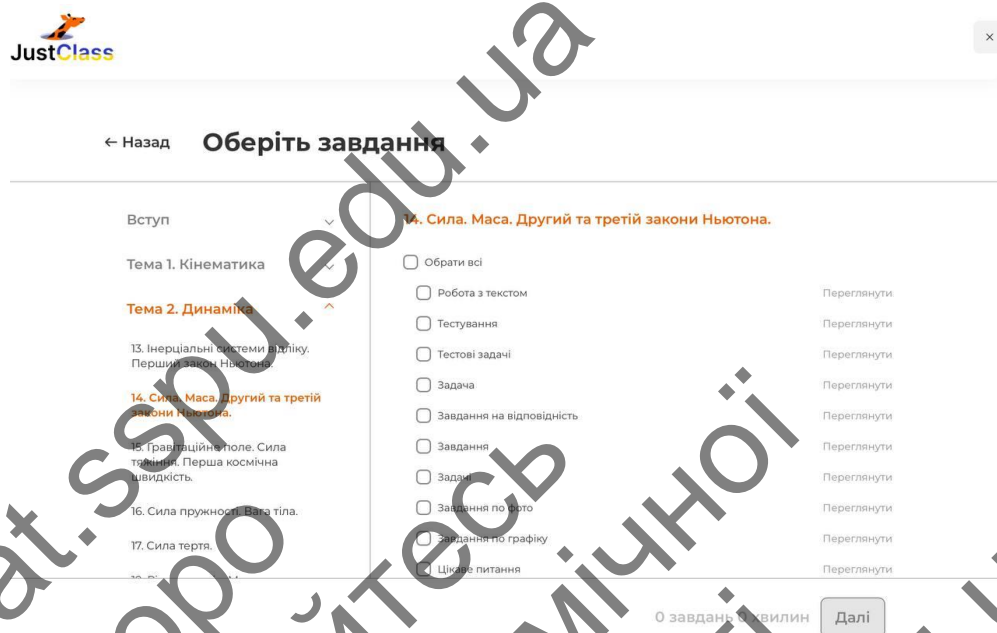 JustClass
×
← Назад
Оберіть завдання
Вступ
Тема 1. Кінематика
Тема 2. Динаміка
13. Інерціальні системи відліку.
Перший закон Ньютона.
14. Сила. Маса. Другий та третій
закони Ньютона.
15. Гравітаційне поле. Сила
тяжіння. Перша космічна
швидкість.
16. Сила пружності. Вага тіла.
17. Сила тертя.
14. Сила. Маса. Другий та третій закони Ньютона.
Обрати всі
Робота з текстом Переглянути
Тестування Переглянути
Тестові задачі Переглянути
Задача Переглянути
Завдання на відповідність Переглянути
Завдання Переглянути
Задачі Переглянути
Завдання по фото Переглянути
Завдання по графіку Переглянути
Цікаве питання Переглянути
0 завдань 0 хвилин
Далі